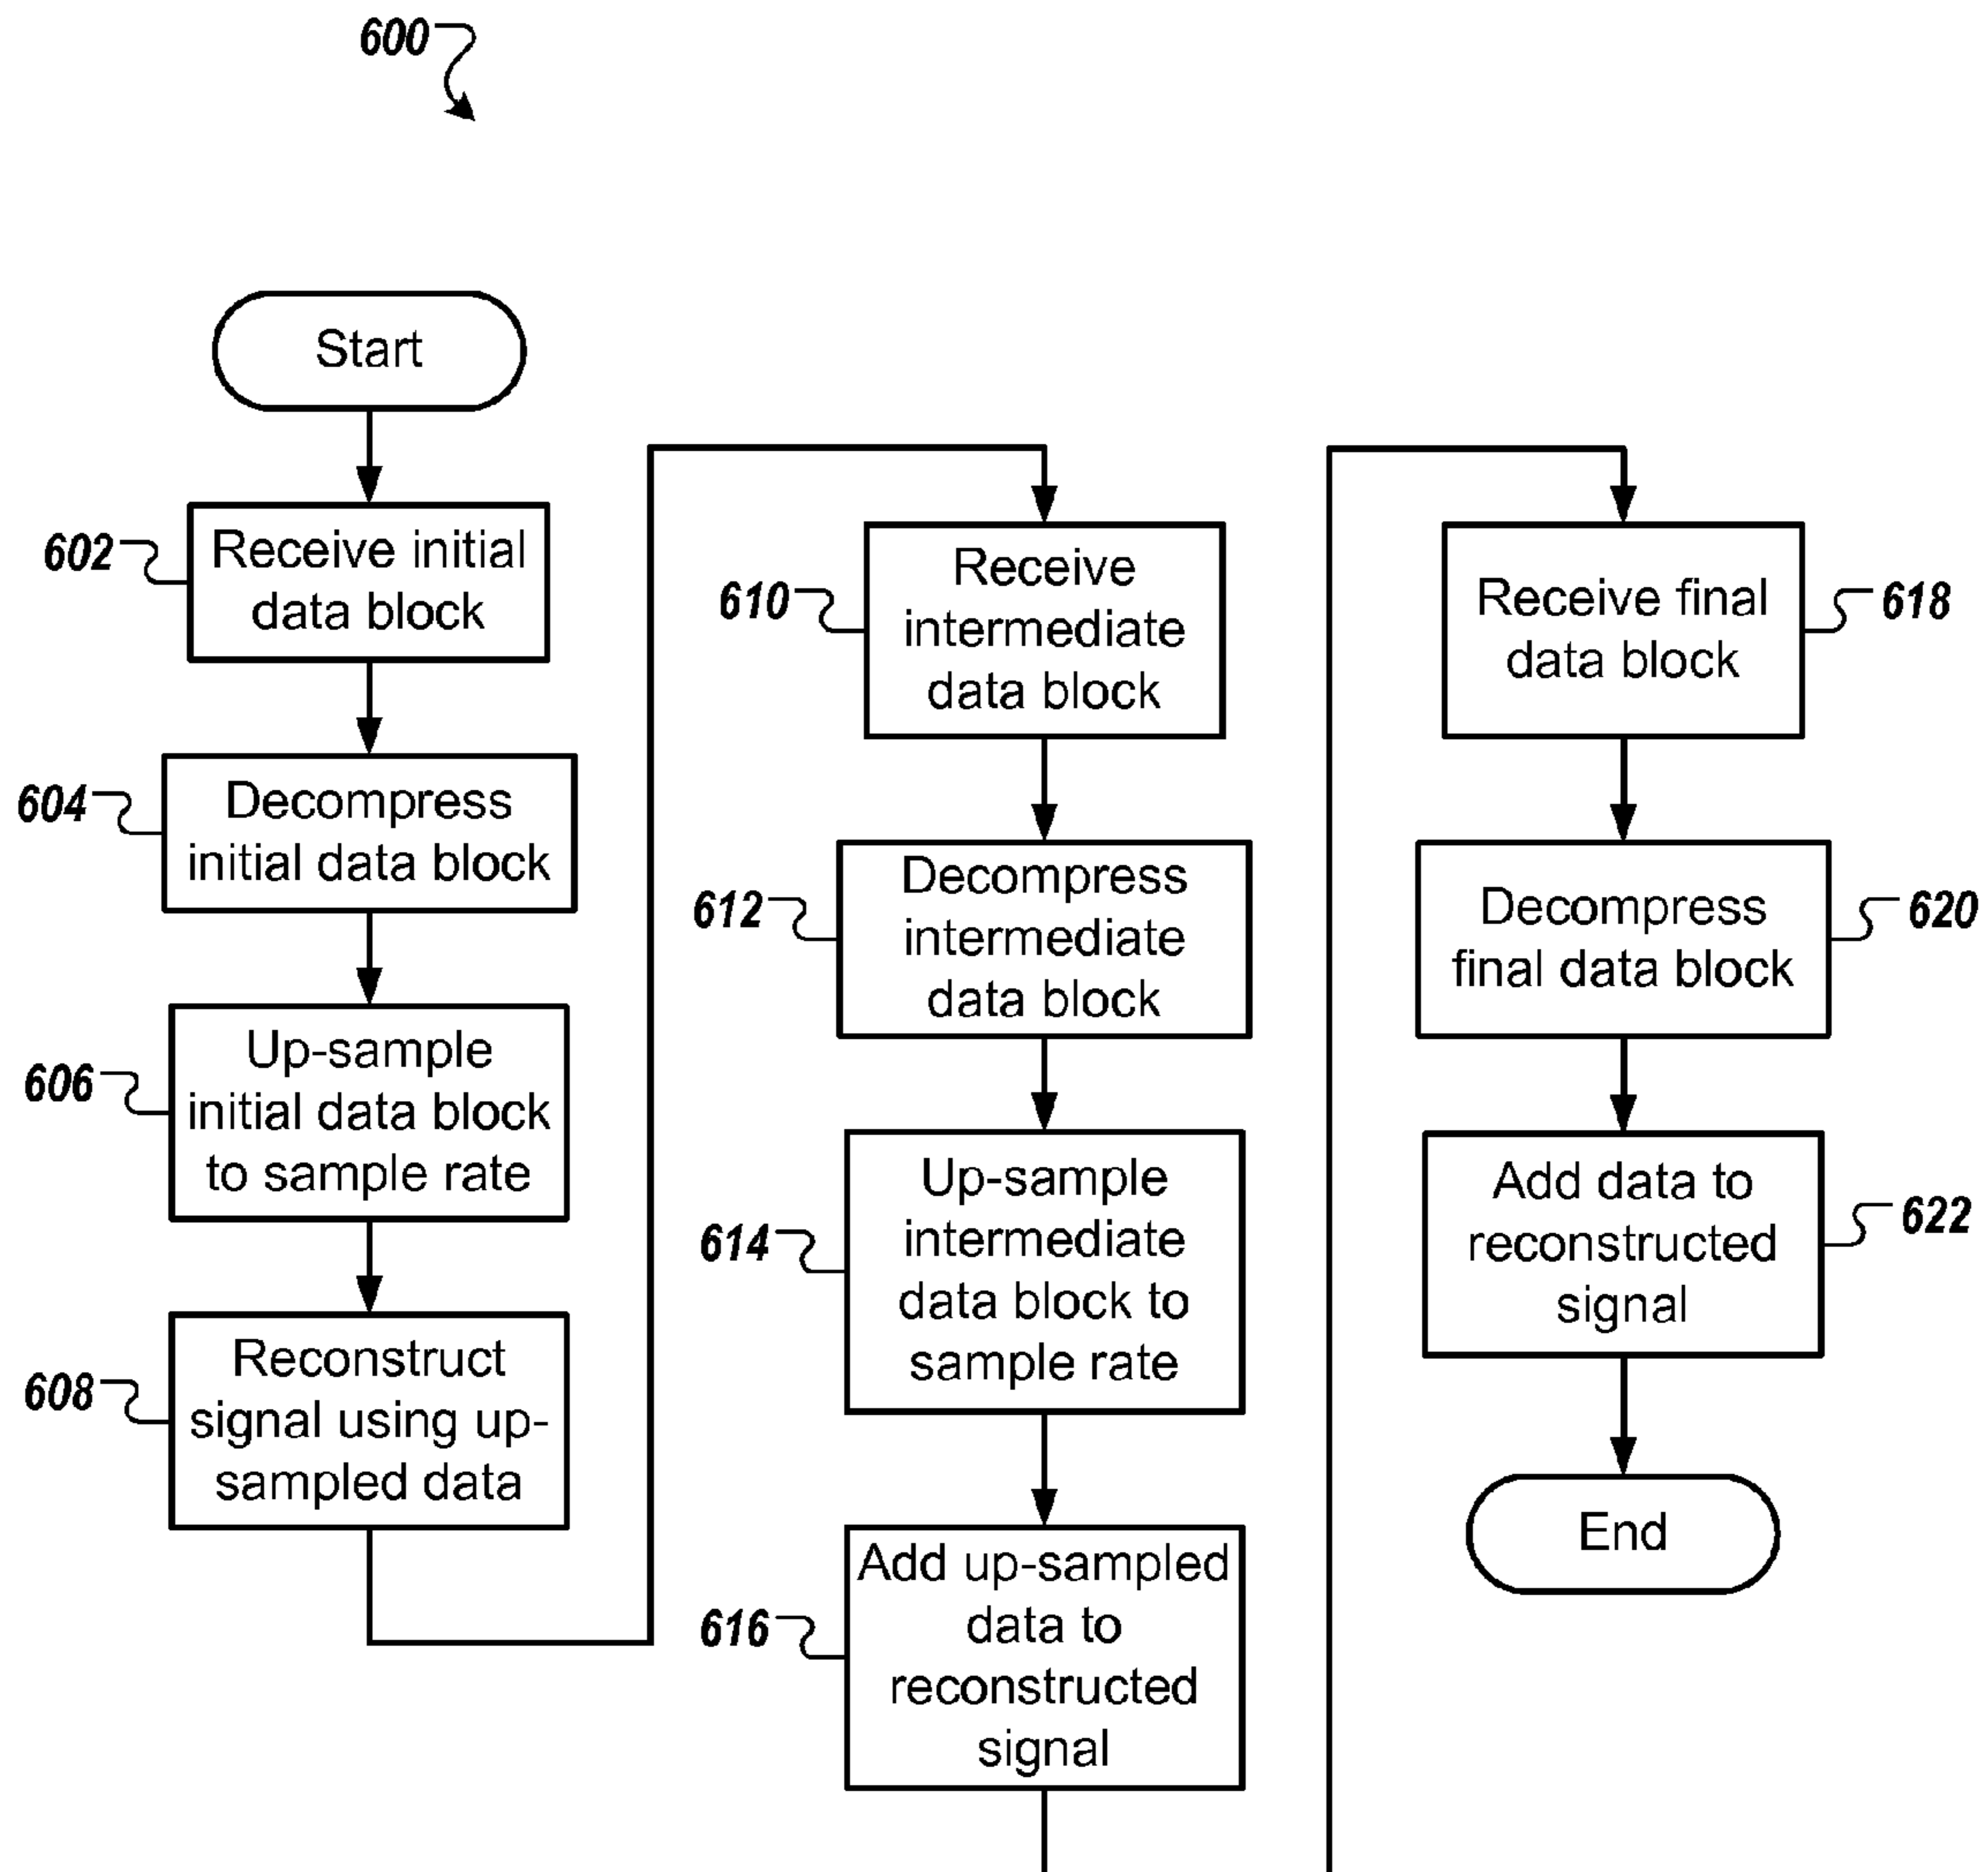 600
Start
602
Receive initial
data block
604
Decompress
initial data block
606
Up-sample
initial data block
to sample rate
608
Reconstruct
signal using up-
sampled data
610
Receive
intermediate
data block
612
Decompress
intermediate
data block
614
Up-sample
intermediate
data block to
sample rate
616
Add up-sampled
data to
reconstructed
signal
Receive final
data block
618
Decompress
final data block
620
Add data to
reconstructed
signal
622
End